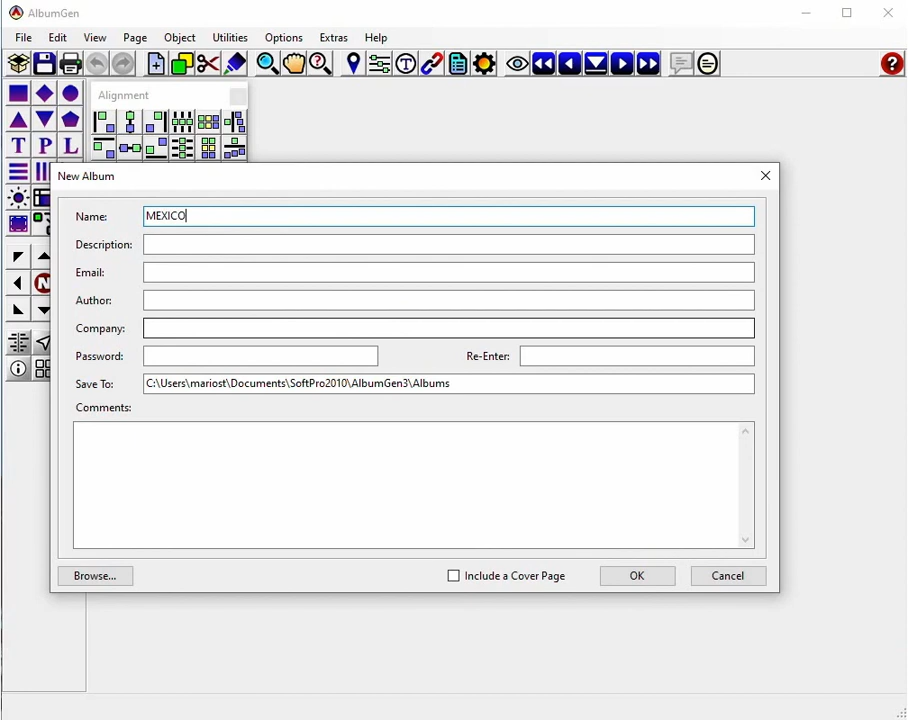 AlbumGen
File Edit View Page Object Utilities Options Extras Help
Alignment
T P L
New Album
Name: MEXICO
Description:
Email:
Author:
Company:
Password: Re-Enter:
Save To: C:\Users\mariost\Documents\SoftPro2010\AlbumGen3\Albums
Comments:
Browse... Include a Cover Page OK Cancel